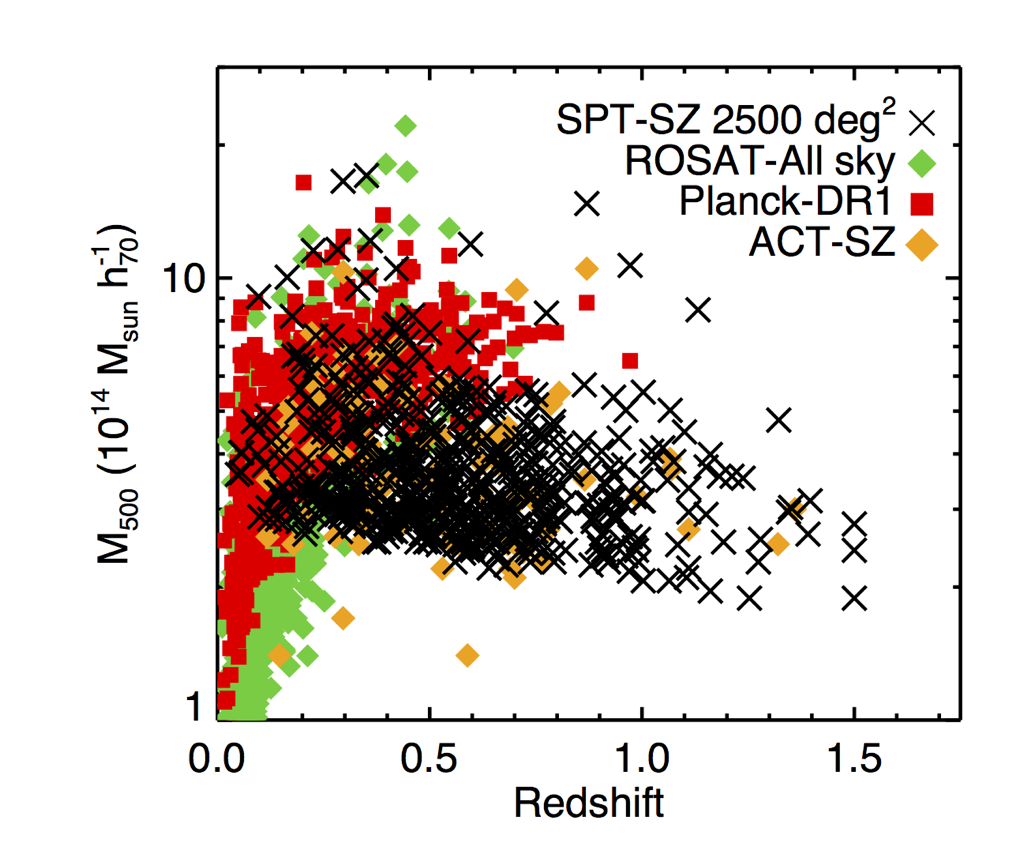 SPT-SZ 2500 deg²
ROSAT-All sky
Planck-DR1
ACT-SZ
M₅₀₀ (10¹⁴ Mₛᵤₙ h₇₀⁻¹)
10
1
0.0 0.5 1.0 1.5
Redshift